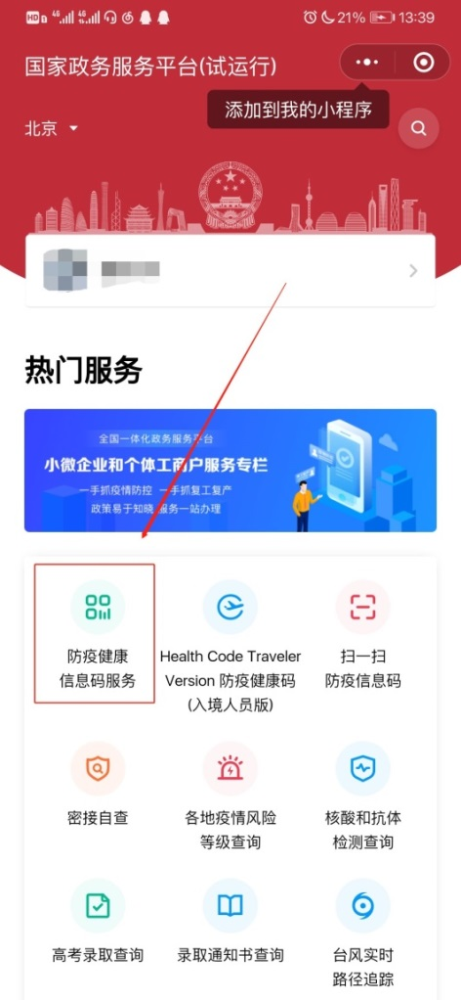 HD 4G 4G 21% 13:39
国家政务服务平台(试运行)
添加到我的小程序
北京
热门服务
全国一体化政务服务平台
小微企业和个体工商户服务专栏
一手抓疫情防控 一手抓复工复产
政策易于知晓 服务一站办理
防疫健康
信息码服务
Health Code Traveler
Version 防疫健康码
(入境人员版)
扫一扫
防疫信息码
密接自查
各地疫情风险
等级查询
核酸和抗体
检测查询
高考录取查询
录取通知书查询
台风实时
路径追踪